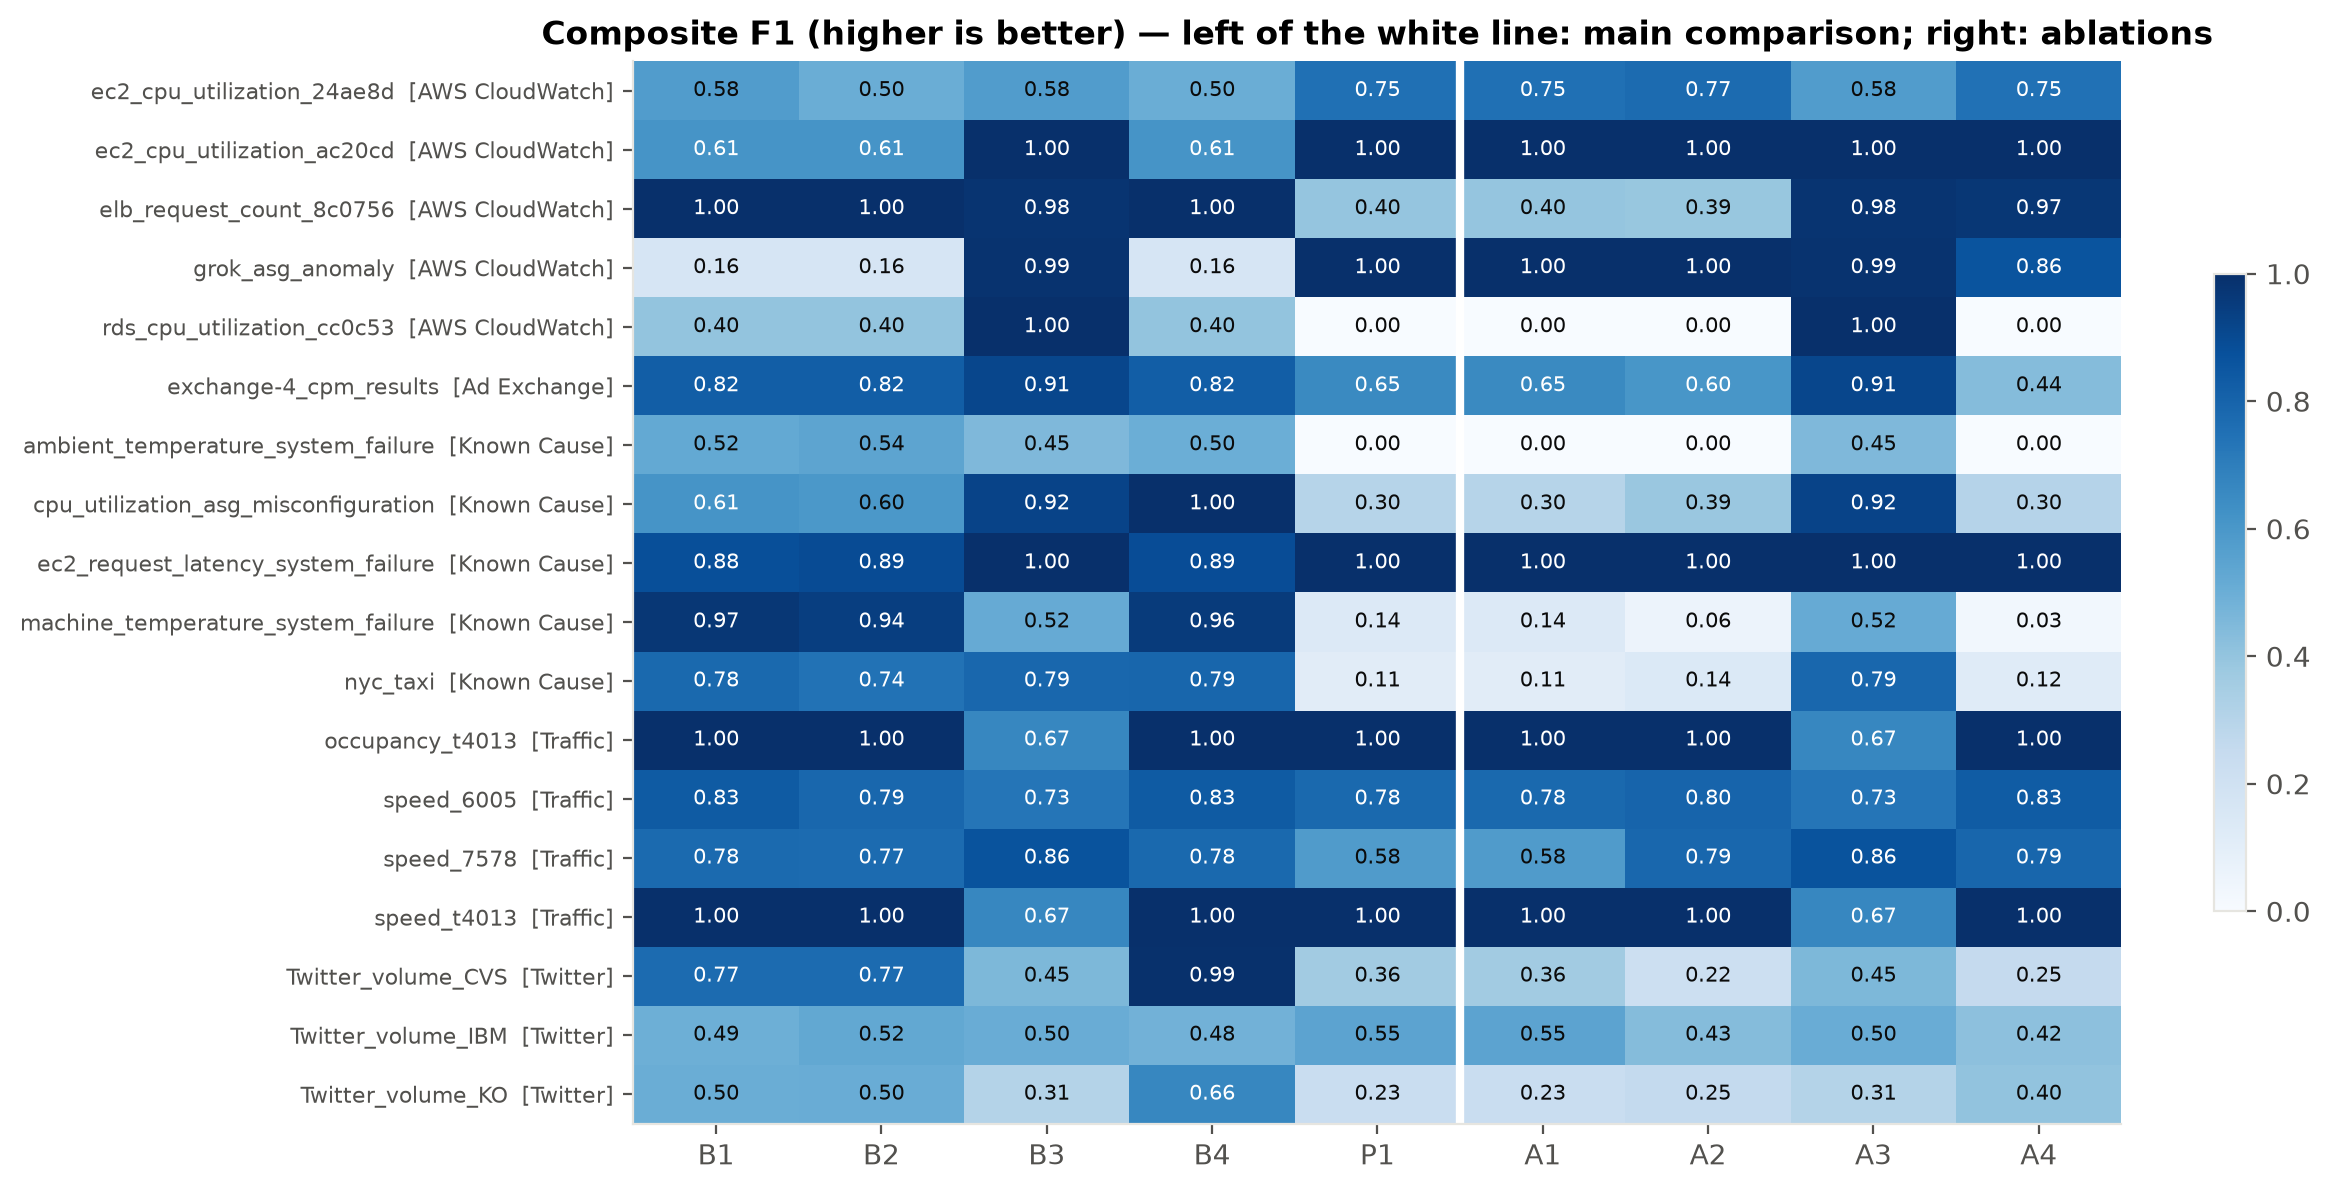 Composite F1 (higher is better) — left of the white line: main comparison; right: ablations
ec2_cpu_utilization_24ae8d [AWS CloudWatch] 0.58 0.50 0.58 0.50 0.75 0.75 0.77 0.58 0.75
ec2_cpu_utilization_ac20cd [AWS CloudWatch] 0.61 0.61 1.00 0.61 1.00 1.00 1.00 1.00 1.00
elb_request_count_8c0756 [AWS CloudWatch] 1.00 1.00 0.98 1.00 0.40 0.40 0.39 0.98 0.97
grok_asg_anomaly [AWS CloudWatch] 0.16 0.16 0.99 0.16 1.00 1.00 1.00 0.99 0.86
rds_cpu_utilization_cc0c53 [AWS CloudWatch] 0.40 0.40 1.00 0.40 0.00 0.00 0.00 1.00 0.00
exchange-4_cpm_results [Ad Exchange] 0.82 0.82 0.91 0.82 0.65 0.65 0.60 0.91 0.44
ambient_temperature_system_failure [Known Cause] 0.52 0.54 0.45 0.50 0.00 0.00 0.00 0.45 0.00
cpu_utilization_asg_misconfiguration [Known Cause] 0.61 0.60 0.92 1.00 0.30 0.30 0.39 0.92 0.30
ec2_request_latency_system_failure [Known Cause] 0.88 0.89 1.00 0.89 1.00 1.00 1.00 1.00 1.00
machine_temperature_system_failure [Known Cause] 0.97 0.94 0.52 0.96 0.14 0.14 0.06 0.52 0.03
nyc_taxi [Known Cause] 0.78 0.74 0.79 0.79 0.11 0.11 0.14 0.79 0.12
occupancy_t4013 [Traffic] 1.00 1.00 0.67 1.00 1.00 1.00 1.00 0.67 1.00
speed_6005 [Traffic] 0.83 0.79 0.73 0.83 0.78 0.78 0.80 0.73 0.83
speed_7578 [Traffic] 0.78 0.77 0.86 0.78 0.58 0.58 0.79 0.86 0.79
speed_t4013 [Traffic] 1.00 1.00 0.67 1.00 1.00 1.00 1.00 0.67 1.00
Twitter_volume_CVS [Twitter] 0.77 0.77 0.45 0.99 0.36 0.36 0.22 0.45 0.25
Twitter_volume_IBM [Twitter] 0.49 0.52 0.50 0.48 0.55 0.55 0.43 0.50 0.42
Twitter_volume_KO [Twitter] 0.50 0.50 0.31 0.66 0.23 0.23 0.25 0.31 0.40
B1 B2 B3 B4 P1 A1 A2 A3 A4
1.0
0.8
0.6
0.4
0.2
0.0